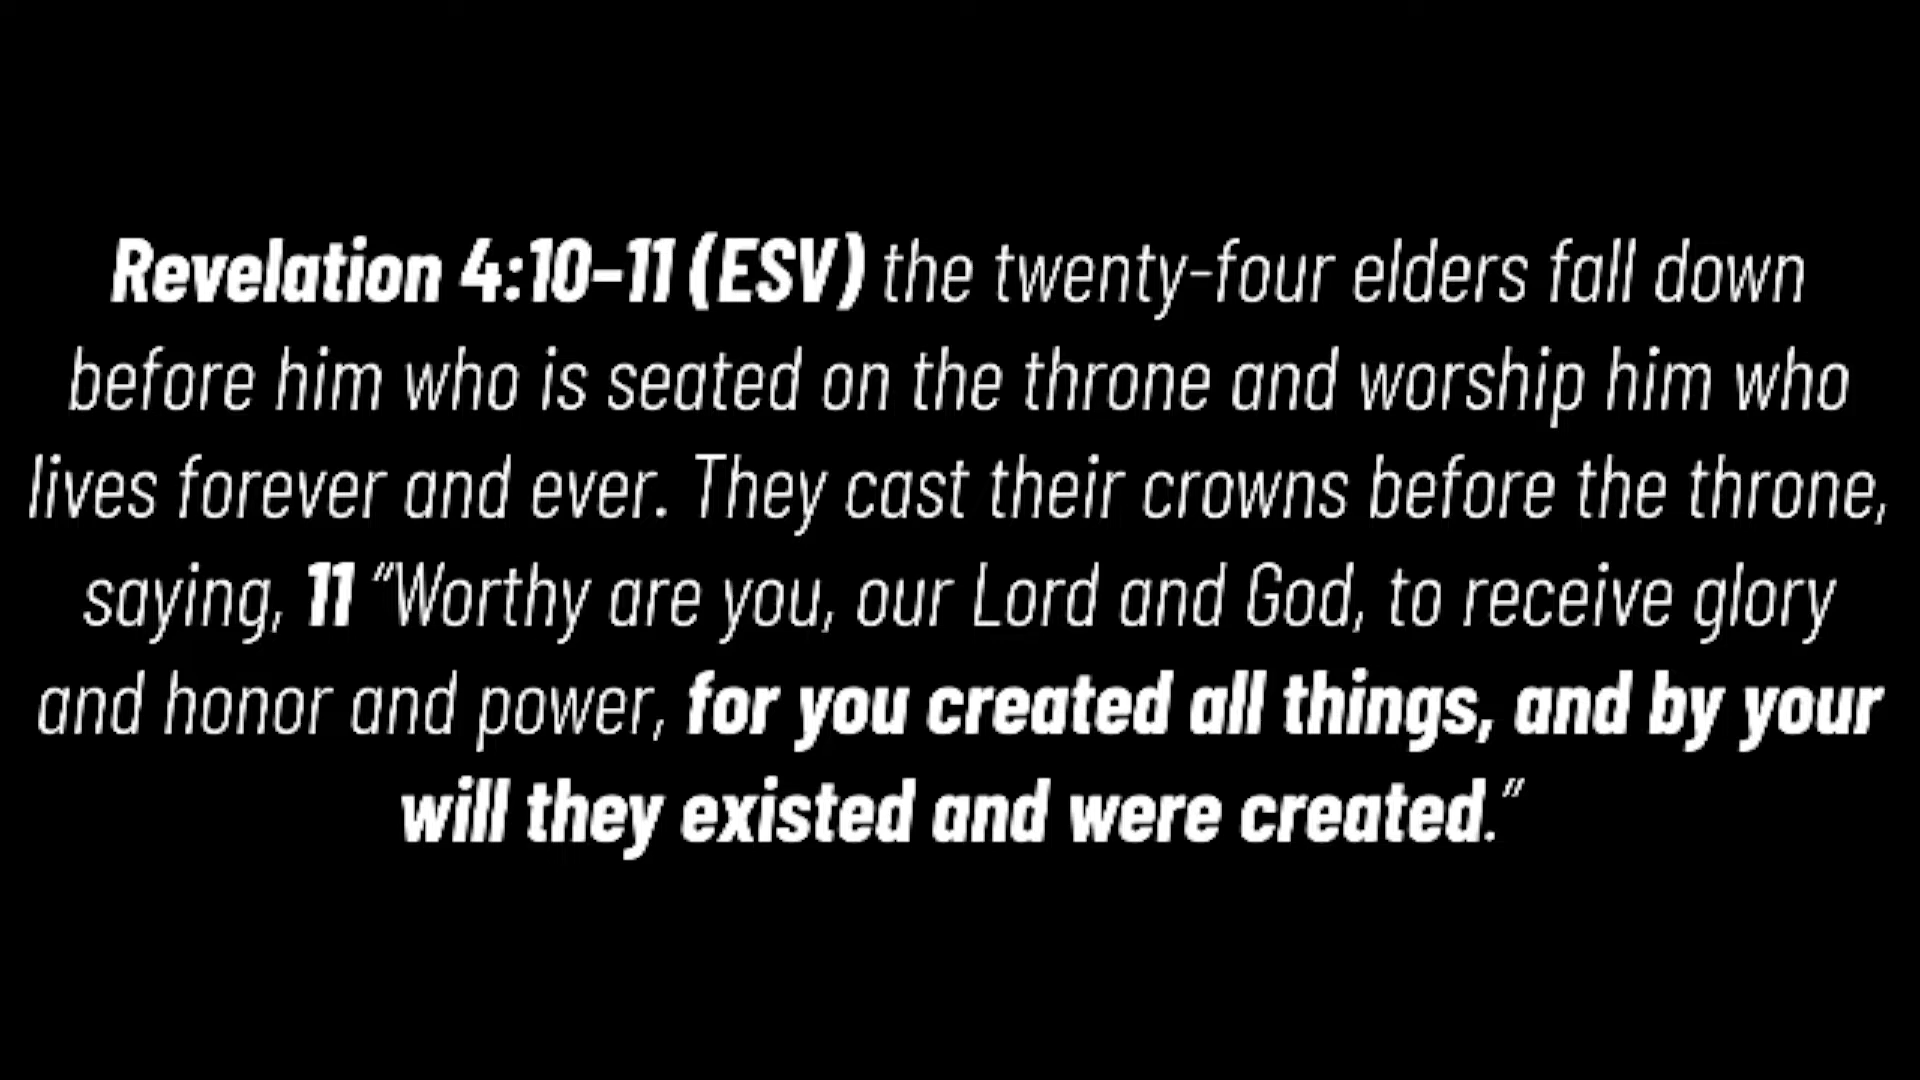 Revelation 4:10–11 (ESV) the twenty-four elders fall down
before him who is seated on the throne and worship him who
lives forever and ever. They cast their crowns before the throne,
saying, 11 “Worthy are you, our Lord and God, to receive glory
and honor and power, for you created all things, and by your
will they existed and were created.”